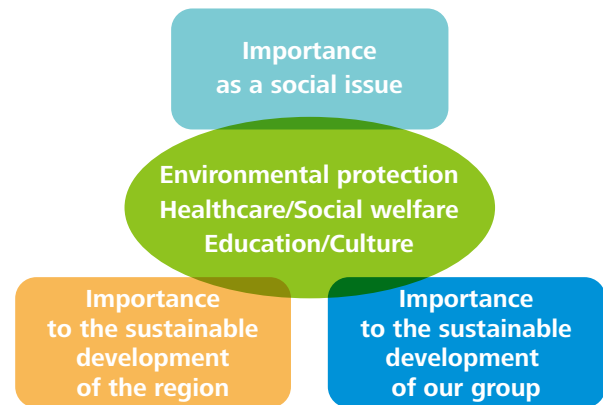 Importance
as a social issue
Environmental protection
Healthcare/Social welfare
Education/Culture
Importance
to the sustainable
development
of the region
Importance
to the sustainable
development
of our group